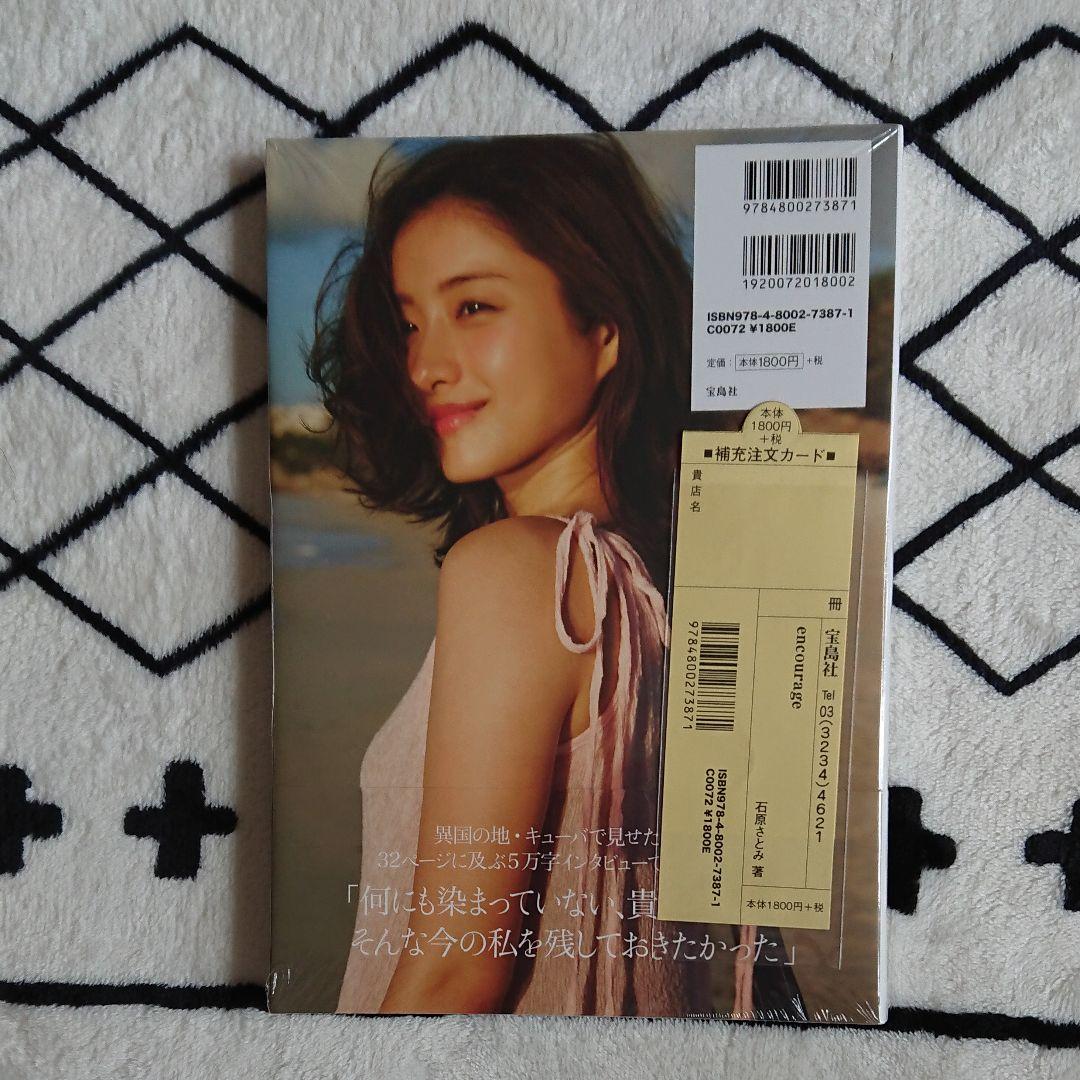 9784800273871
1920072018002
ISBN978-4-8002-7387-1
C0072 ¥1800E
定価：本体1800円+税
宝島社
本体
1800円
+税
■補充注文カード■
貴店名
冊
宝島社 Tel 03(3234)4621
encourage
石原さとみ 著
9784800273871
ISBN978-4-8002-7387-1
C0072 ¥1800E
本体1800円+税
異国の地・キューバで見せた
32ページに及ぶ5万字インタビューで
「何にも染まっていない、貴
そんな今の私を残しておきたかった」